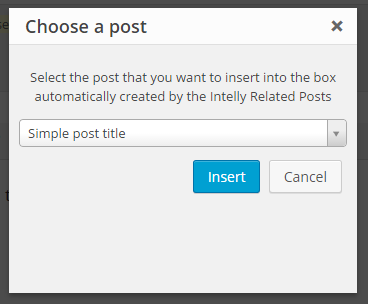 Choose a post
Select the post that you want to insert into the box
automatically created by the Intelly Related Posts
Simple post title
Insert Cancel